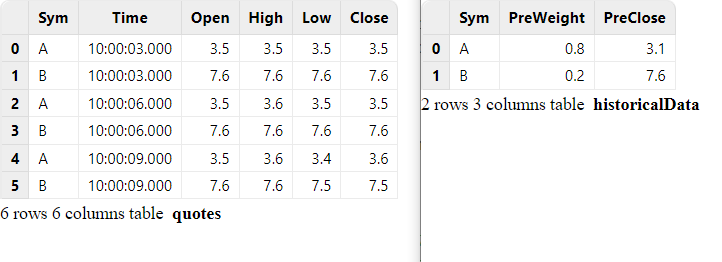 Sym Time Open High Low Close
0 A 10:00:03.000 3.5 3.5 3.5 3.5
1 B 10:00:03.000 7.6 7.6 7.6 7.6
2 A 10:00:06.000 3.5 3.6 3.5 3.5
3 B 10:00:06.000 7.6 7.6 7.6 7.6
4 A 10:00:09.000 3.5 3.6 3.4 3.6
5 B 10:00:09.000 7.6 7.6 7.5 7.5
6 rows 6 columns table quotes
Sym PreWeight PreClose
0 A 0.8 3.1
1 B 0.2 7.6
2 rows 3 columns table historicalData